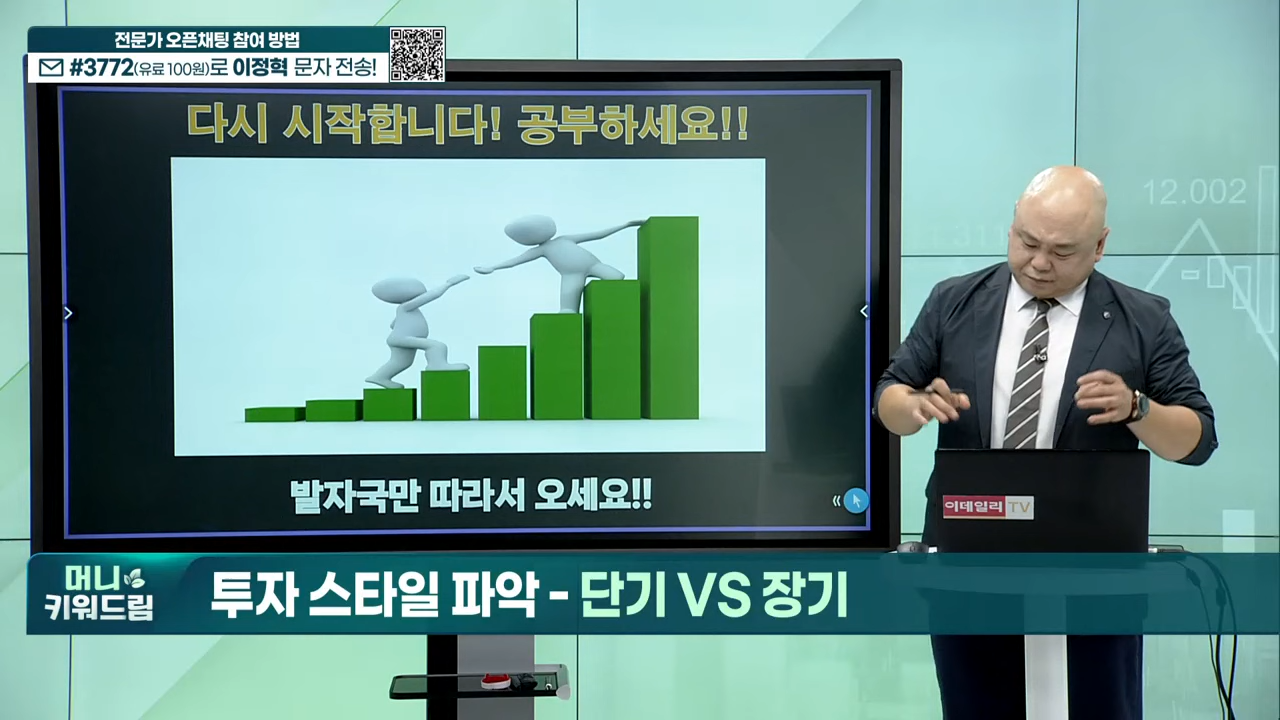 전문가 오픈채팅 참여 방법
#3772(유료 100원)로 이정혁 문자 전송!
다시 시작합니다! 공부하세요!!
12.002
발자국만 따라서 오세요!!
이데일리 TV
머니
키워드림
투자 스타일 파악 - 단기 VS 장기